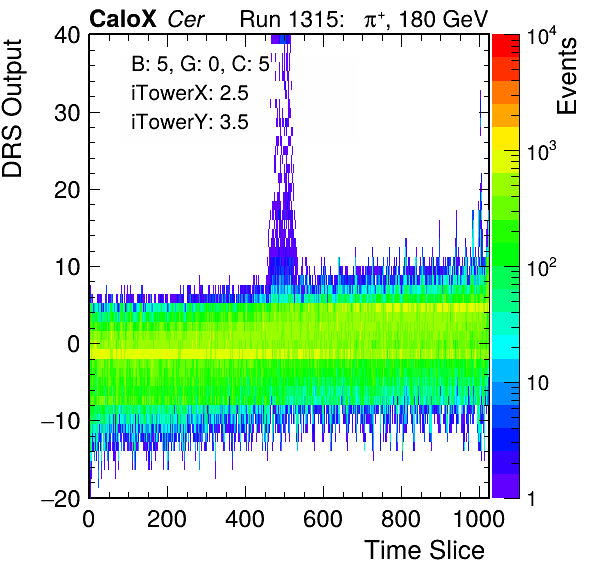 CaloX Cer Run 1315: π⁺, 180 GeV
B: 5, G: 0, C: 5
iTowerX: 2.5
iTowerY: 3.5
DRS Output
40
30
20
10
0
−10
−20
0 200 400 600 800 1000
Time Slice
Events
10⁴
10³
10²
10
1